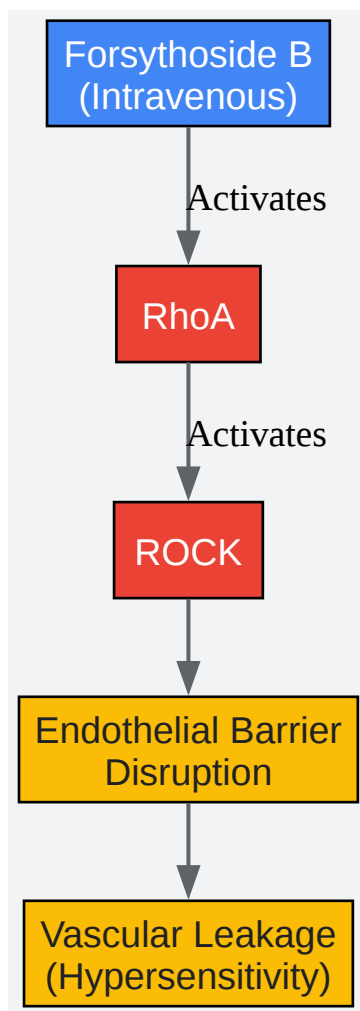 Forsythoside B
(Intravenous)
Activates
RhoA
Activates
ROCK
Endothelial Barrier
Disruption
Vascular Leakage
(Hypersensitivity)